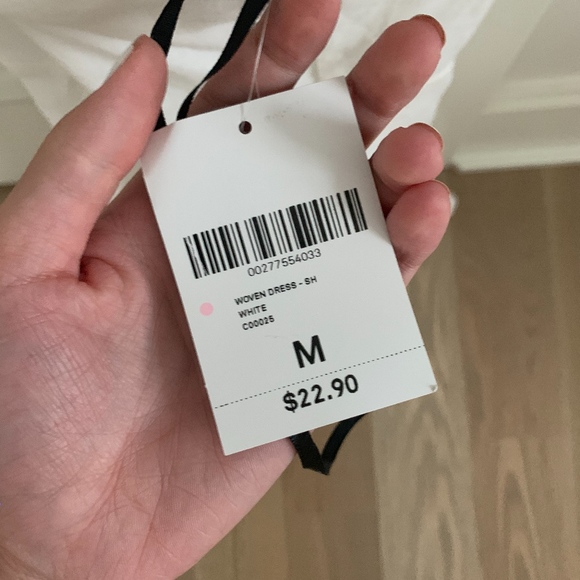 00277554033
WOVEN DRESS - SH
WHITE
C00025
M
$22.90